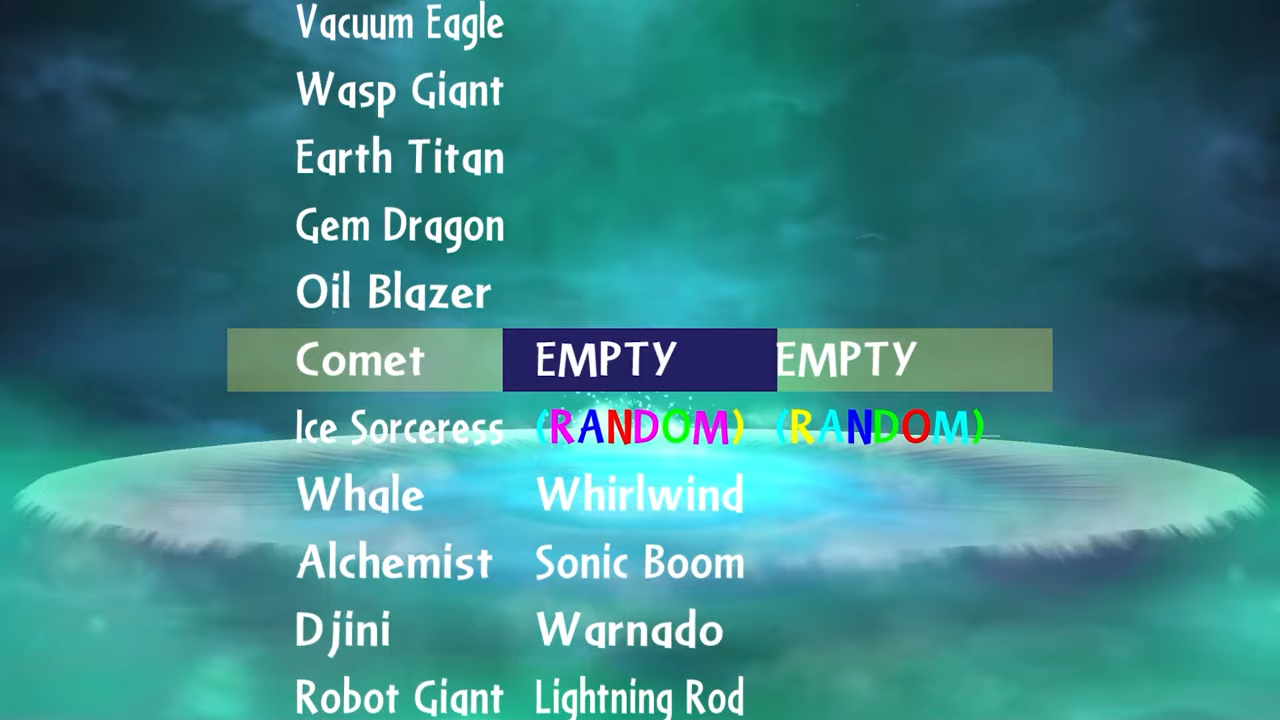 Vacuum Eagle
Wasp Giant
Earth Titan
Gem Dragon
Oil Blazer
Comet EMPTY EMPTY
Ice Sorceress (RANDOM) (RANDOM)
Whale Whirlwind
Alchemist Sonic Boom
Djini Warnado
Robot Giant Lightning Rod